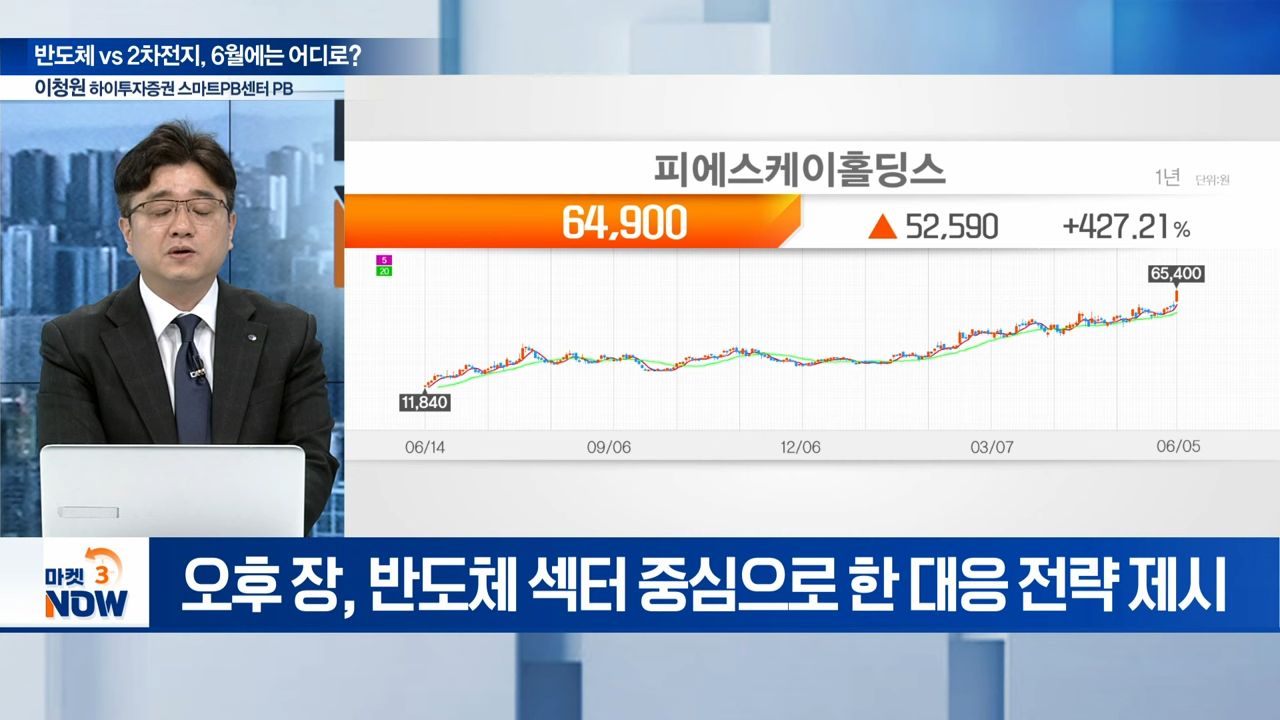 반도체 vs 2차전지, 6월에는 어디로?
이청원 하이투자증권 스마트PB센터 PB
피에스케이홀딩스
1년 단위:원
64,900 ▲ 52,590 +427.21%
5
20
65,400
11,840
06/14 09/06 12/06 03/07 06/05
마켓 3
NOW
오후 장, 반도체 섹터 중심으로 한 대응 전략 제시